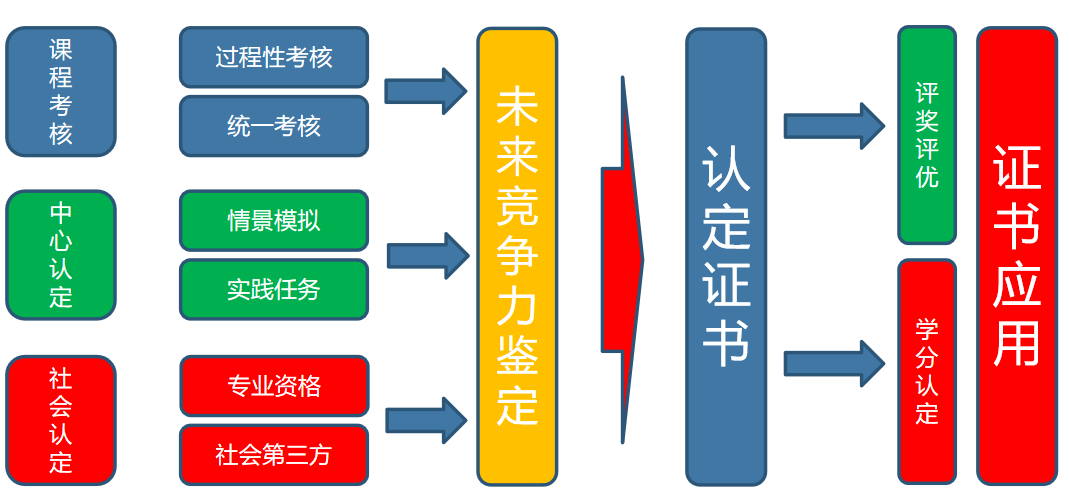 课程考核
过程性考核
统一考核
中心认定
情景模拟
实践任务
社会认定
专业资格
社会第三方
未来竞争力鉴定
认定证书
评奖评优
学分认定
证书应用